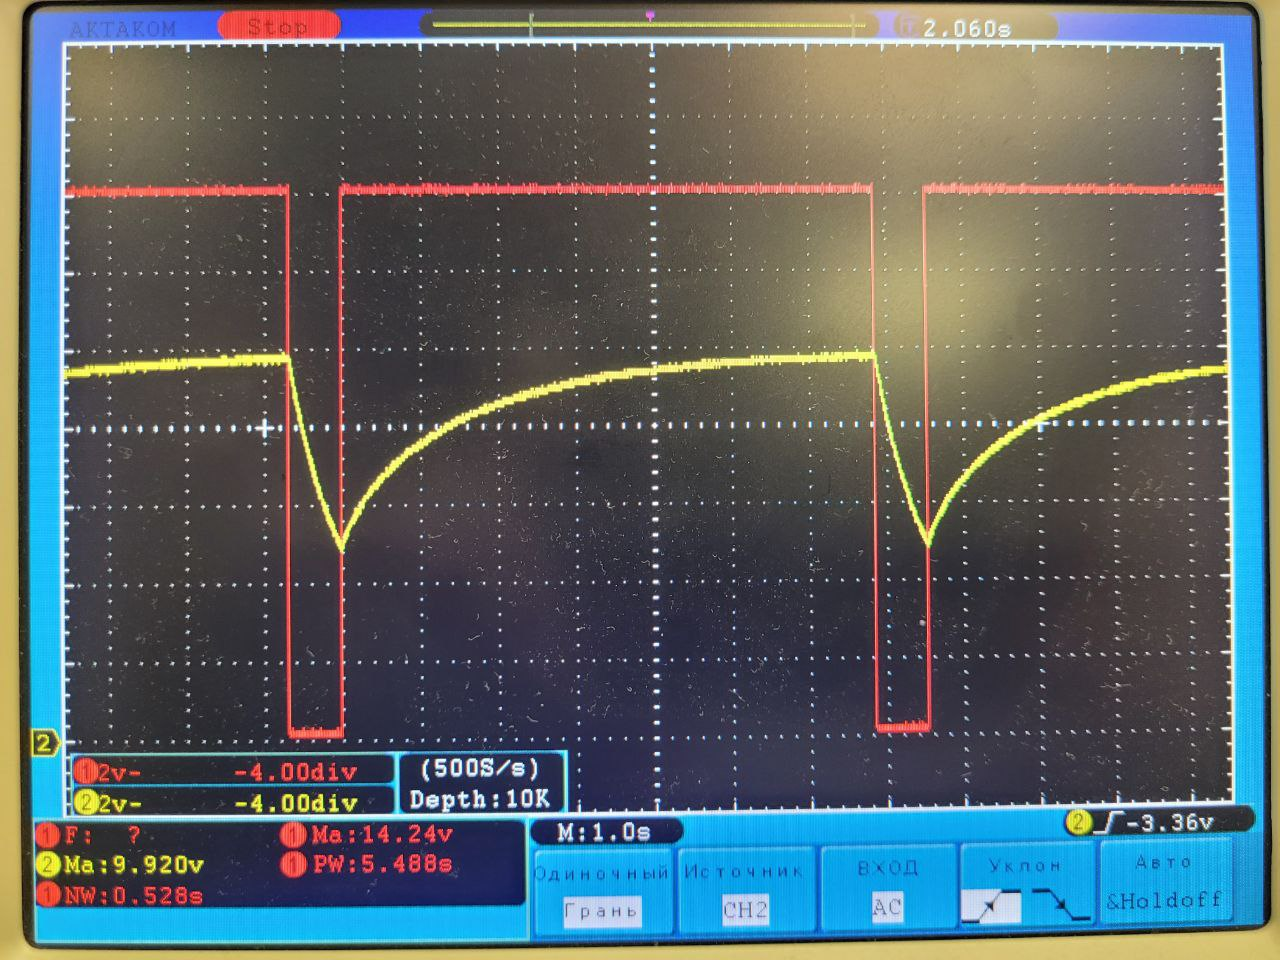 AKTAKOM Stop T 2.060s
2
1 2v- -4.00div
2 2v- -4.00div
(500S/s)
Depth:10K
M:1.0s
2 -3.36v
1 F: ? 1 Ma:14.24v
2 Ma:9.920v 1 PW:5.488s
1 NW:0.528s
Одиночный
Грань
Источник
CH2
ВХОД
AC
Уклон
Авто
&Holdoff